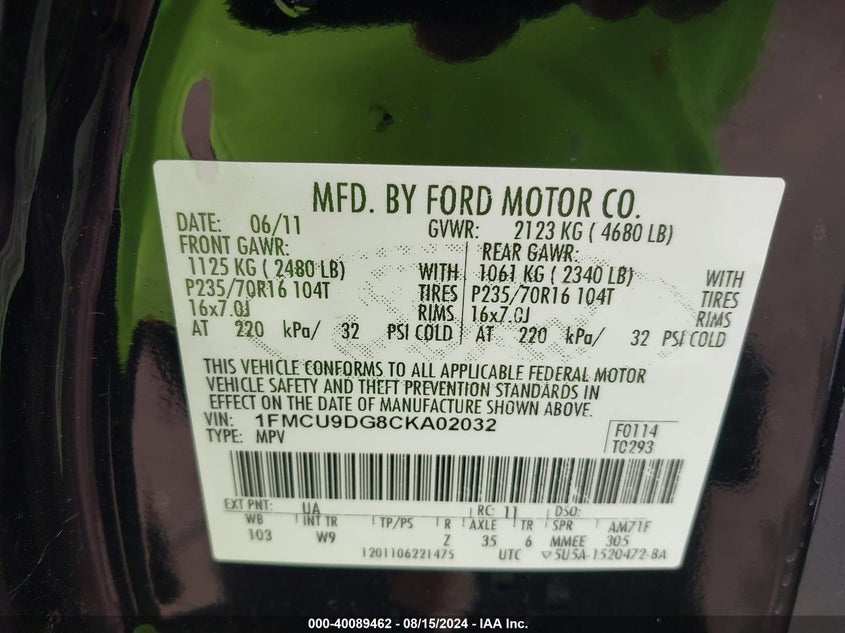 MFD. BY FORD MOTOR CO.
DATE: 06/11 GVWR: 2123 KG ( 4680 LB)
FRONT GAWR: REAR GAWR:
1125 KG ( 2480 LB) WITH 1061 KG ( 2340 LB) WITH
P235/70R16 104T TIRES P235/70R16 104T TIRES
16x7.0J RIMS 16x7.0J RIMS
AT 220 kPa/ 32 PSI COLD AT 220 kPa/ 32 PSI COLD
THIS VEHICLE CONFORMS TO ALL APPLICABLE FEDERAL MOTOR
VEHICLE SAFETY AND THEFT PREVENTION STANDARDS IN
EFFECT ON THE DATE OF MANUFACTURE SHOWN ABOVE.
VIN: 1FMCU9DG8CKA02032
TYPE: MPV
F0114
T0293
EXT PNT: UA RC: 11 DSO:
WB INT TR TP/PS R AXLE TR SPR AM71F
103 W9 Z 35 6 MMEE 305
1201106221475 UTC ▽5U5A-1520472-BA
000-40089462 - 08/15/2024 - IAA Inc.